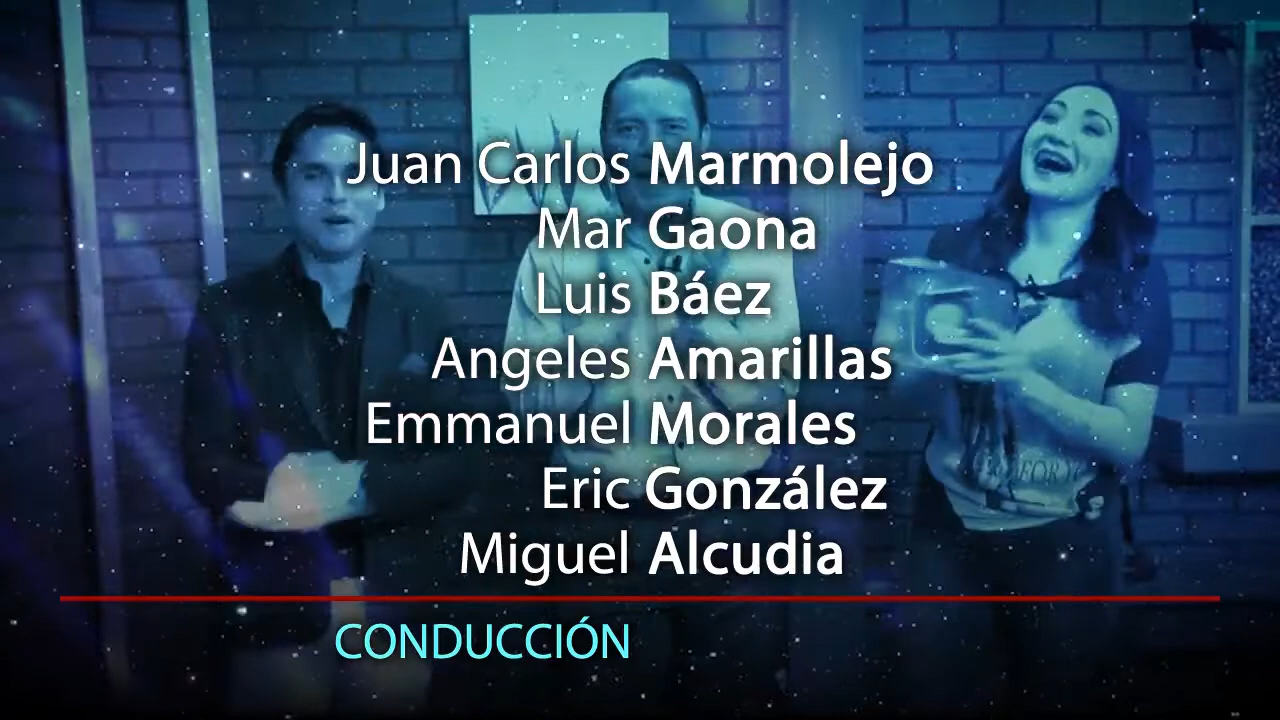 Juan Carlos Marmolejo
Mar Gaona
Luis Báez
Angeles Amarillas
Emmanuel Morales
Eric González
Miguel Alcudia
CONDUCCIÓN